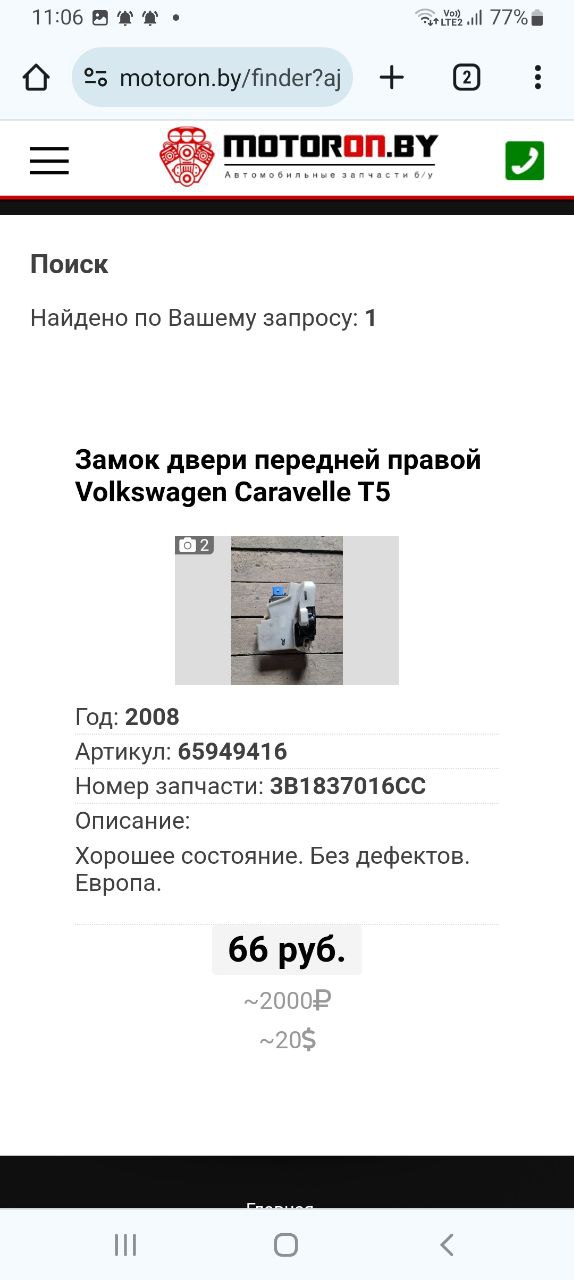 11:06
Vo))
LTE2
77%
motoron.by/finder?aj
2
MOTORON.BY
Автомобильные запчасти б/у
Поиск
Найдено по Вашему запросу: 1
Замок двери передней правой
Volkswagen Caravelle T5
2
Год: 2008
Артикул: 65949416
Номер запчасти: 3B1837016CC
Описание:
Хорошее состояние. Без дефектов.
Европа.
66 руб.
~2000₽
~20$
Главная